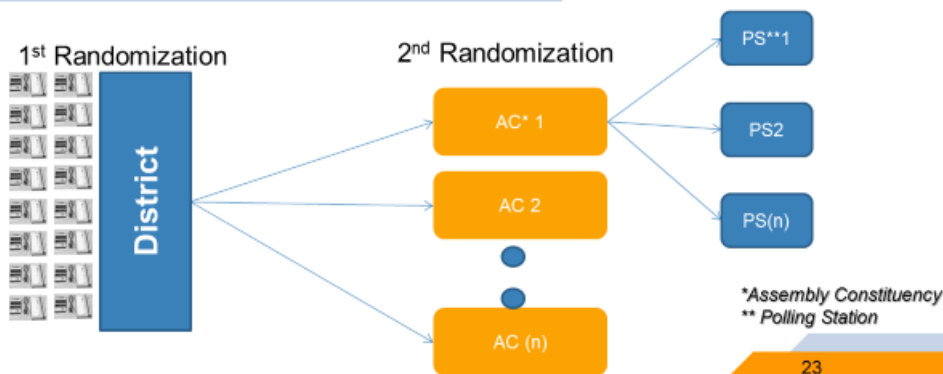 1st Randomization
2nd Randomization
District
AC* 1
AC 2
AC (n)
PS**1
PS2
PS(n)
*Assembly Constituency
** Polling Station
23